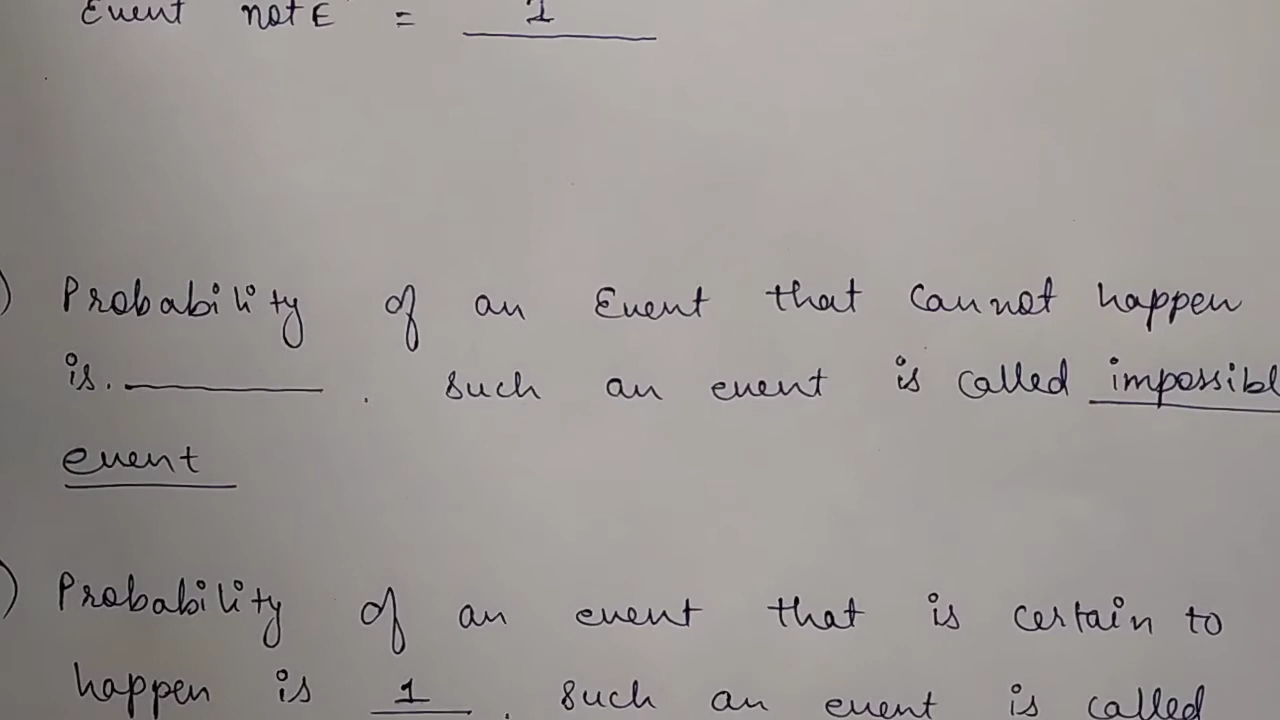 Event not E = 1
) Probability of an Event that cannot happen
is. ________ . Such an event is called impossibl
event
) Probability of an event that is certain to
happen is 1 . Such an event is called